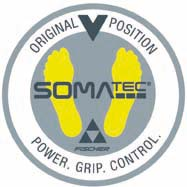 ORIGINAL POSITION
SOMATEC®
FISCHER
POWER. GRIP. CONTROL.